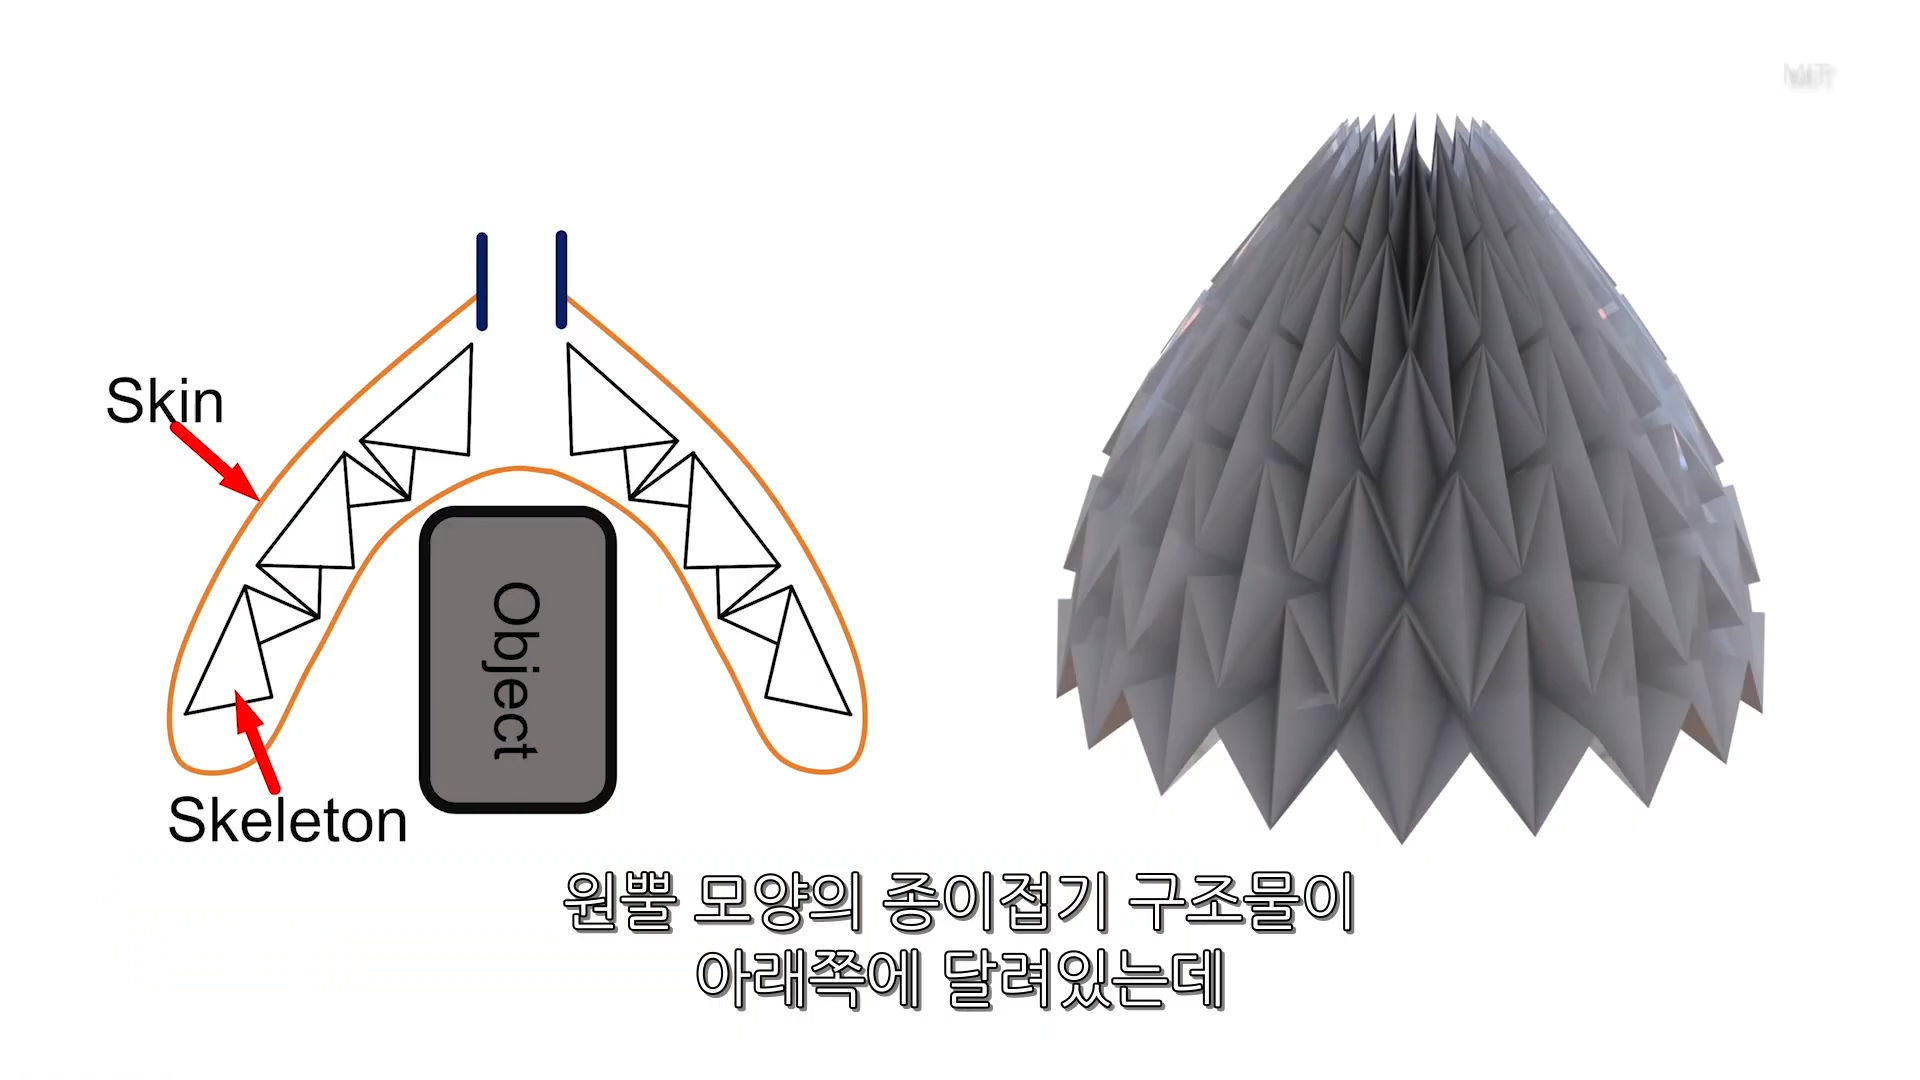 Skin
Object
Skeleton
원뿔 모양의 종이접기 구조물이
아래쪽에 달려있는데